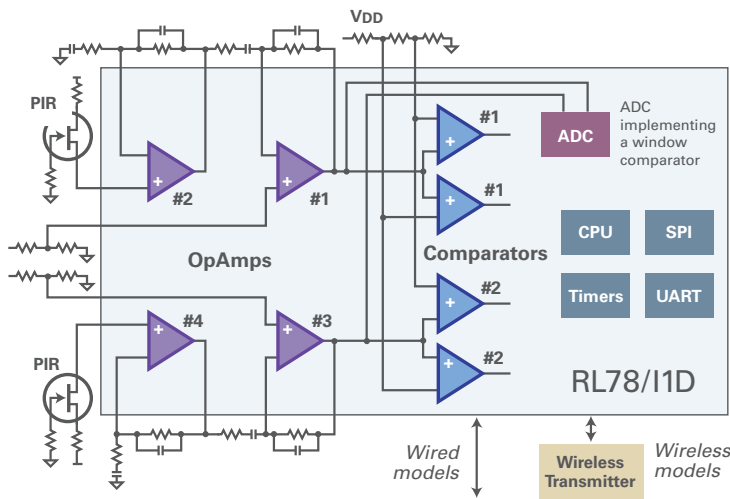 VDD
PIR
#2
#1
#1
#1
ADC
ADC
implementing
a window
comparator
CPU
SPI
OpAmps
Comparators
#4
#3
#2
#2
Timers
UART
PIR
RL78/I1D
Wired
models
Wireless
Transmitter
Wireless
models
+
+
+
+
+
+
+
+